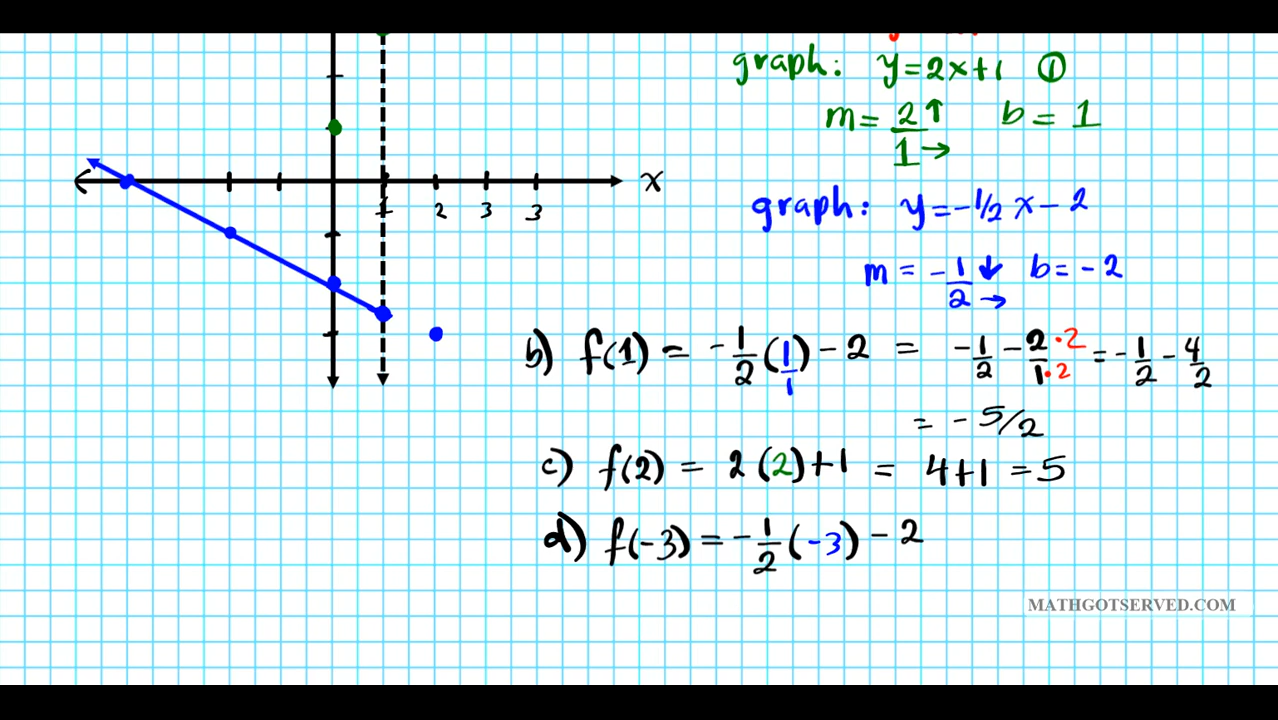 graph: y=2x+1 ①
m= 2↑/1→ b = 1
x
1 2 3 3
graph: y=-1/2 x - 2
m = -1↓/2→ b= -2
b) f(1) = -1/2 (1/1) - 2 = -1/2 - 2/1 ·2/·2 = -1/2 - 4/2
= -5/2
c) f(2) = 2(2)+1 = 4+1 =5
d) f(-3) = -1/2 (-3) - 2
MATHGOTSERVED.COM